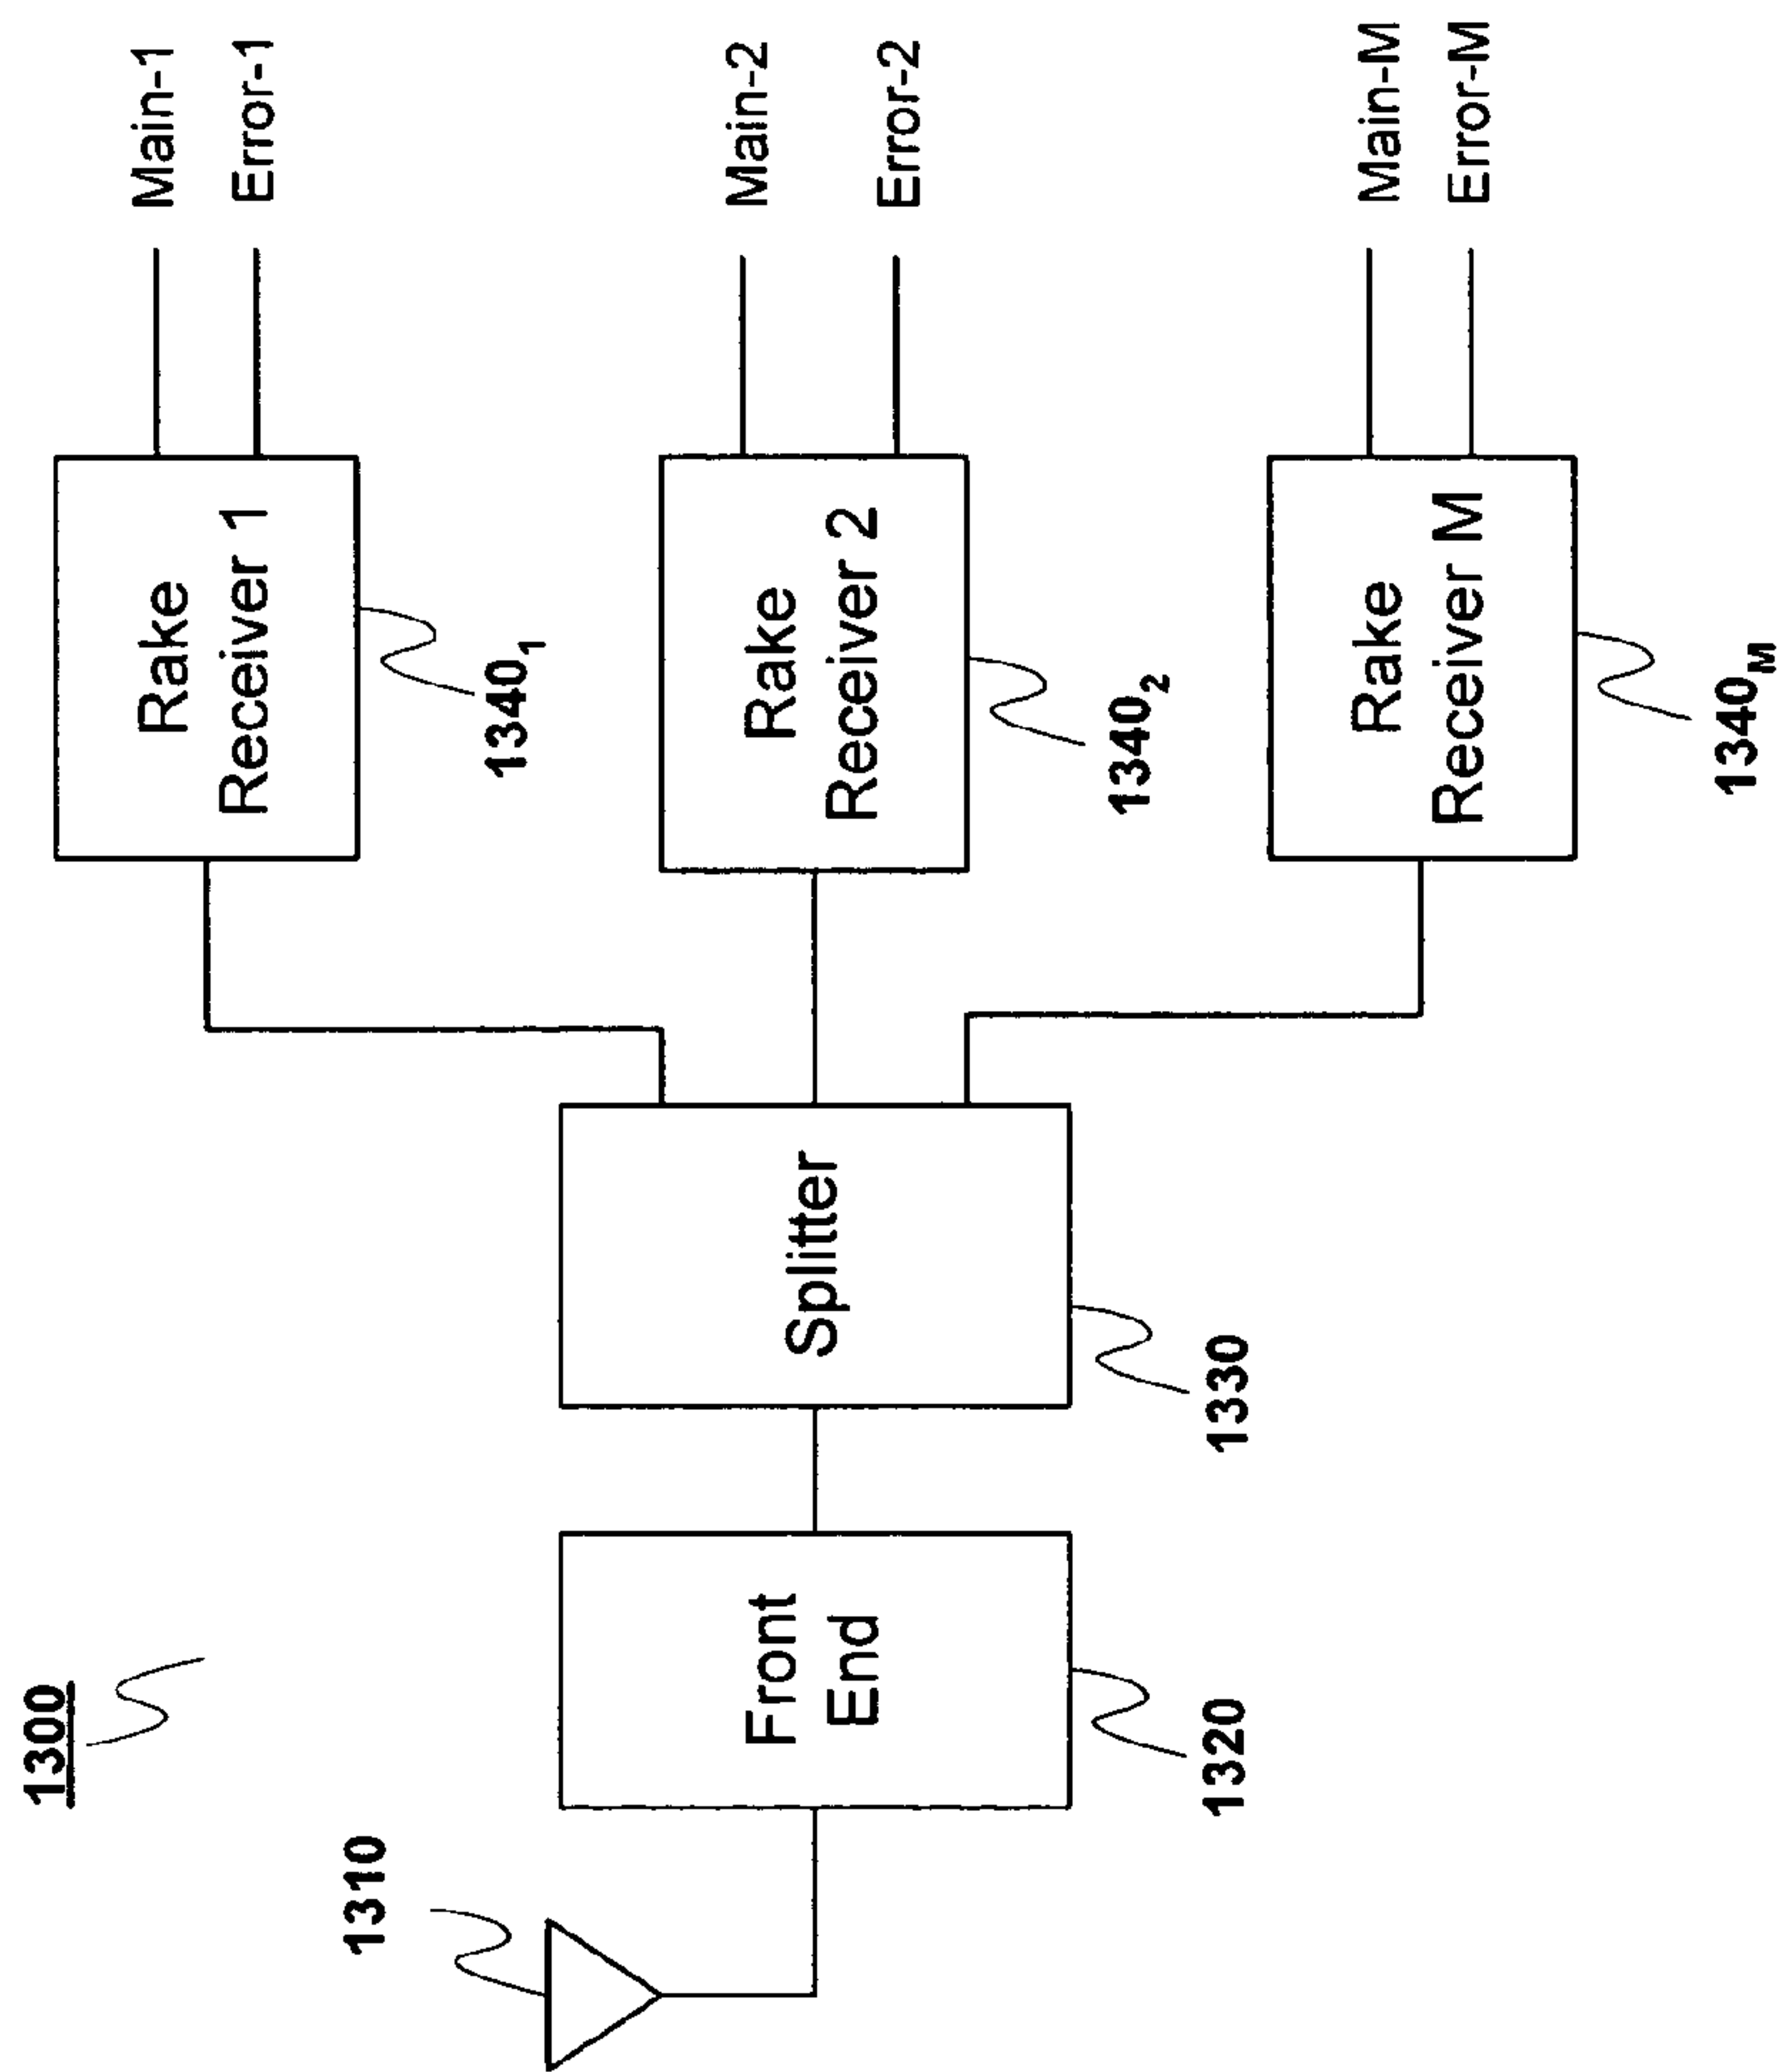 1300
1310
Front
End
1320
Splitter
1330
Rake
Receiver 1
1340₁
Main-1
Error-1
Rake
Receiver 2
1340₂
Main-2
Error-2
Rake
Receiver M
1340_M
Main-M
Error-M